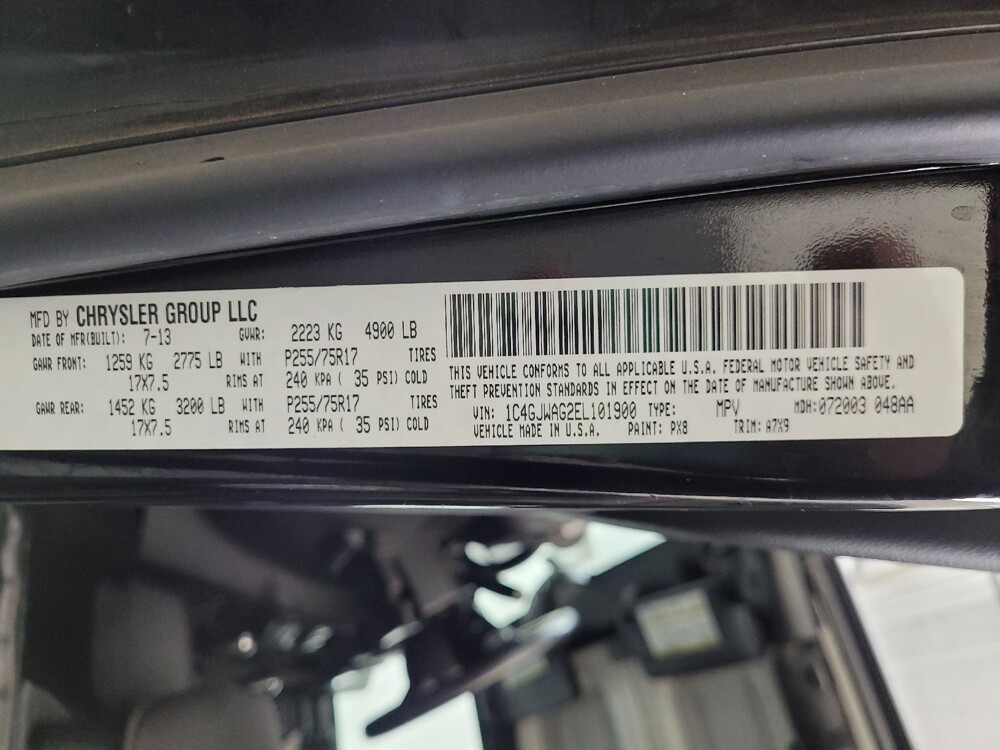 MFD BY CHRYSLER GROUP LLC
DATE OF MFR(BUILT): 7-13 GVWR: 2223 KG 4900 LB
GAWR FRONT: 1259 KG 2775 LB WITH P255/75R17 TIRES
17X7.5 RIMS AT 240 KPA ( 35 PSI) COLD
GAWR REAR: 1452 KG 3200 LB WITH P255/75R17 TIRES
17X7.5 RIMS AT 240 KPA ( 35 PSI) COLD
THIS VEHICLE CONFORMS TO ALL APPLICABLE U.S.A. FEDERAL MOTOR VEHICLE SAFETY AND
THEFT PREVENTION STANDARDS IN EFFECT ON THE DATE OF MANUFACTURE SHOWN ABOVE.
VIN: 1C4GJWAG2EL101900 TYPE: MPV MDH:072003 048AA
VEHICLE MADE IN U.S.A. PAINT: PX8 TRIM: A7X9